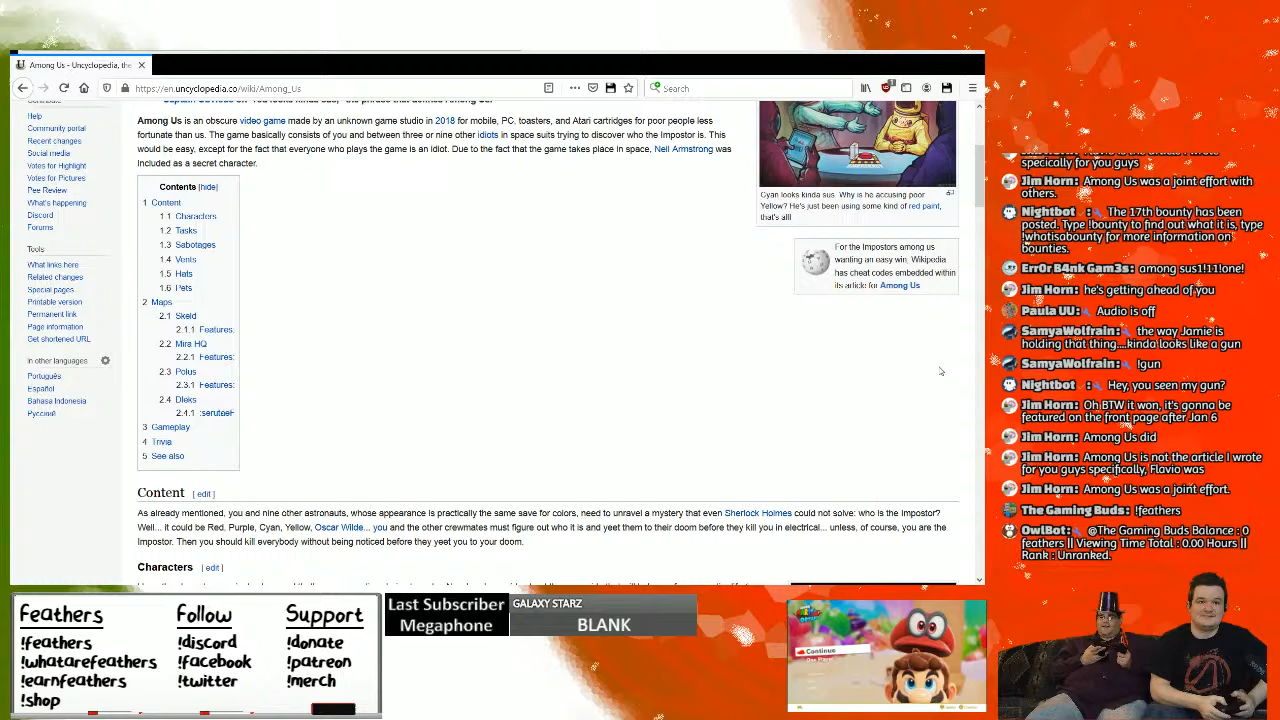 Among Us - Uncyclopedia, the
https://en.uncyclopedia.co/wiki/Among_Us
Search
Help
Community portal
Recent changes
Social media
Votes for Highlight
Votes for Pictures
Pee Review
What's happening
Discord
Forums
Tools
What links here
Related changes
Special pages
Printable version
Permanent link
Page information
Get shortened URL
In other languages
Português
Español
Bahasa Indonesia
Русский
Among Us is an obscure video game made by an unknown game studio in 2018 for mobile, PC, toasters, and Atari cartridges for poor people less
fortunate than us. The game basically consists of you and between three or nine other idiots in space suits trying to discover who the Impostor is. This
would be easy, except for the fact that everyone who plays the game is an idiot. Due to the fact that the game takes place in space, Neil Armstrong was
included as a secret character.
Contents [hide]
1 Content
1.1 Characters
1.2 Tasks
1.3 Sabotages
1.4 Vents
1.5 Hats
1.6 Pets
2 Maps
2.1 Skeld
2.1.1 Features:
2.2 Mira HQ
2.2.1 Features:
2.3 Polus
2.3.1 Features:
2.4 Dleks
2.4.1 :serutaeF
3 Gameplay
4 Trivia
5 See also
Cyan looks kinda sus. Why is he accusing poor
Yellow? He's just been using some kind of red paint,
that's alll
For the Impostors among us
wanting an easy win, Wikipedia
has cheat codes embedded within
its article for Among Us
Content [ edit ]
As already mentioned, you and nine other astronauts, whose appearance is practically the same save for colors, need to unravel a mystery that even Sherlock Holmes could not solve: who is the Impostor?
Well... it could be Red, Purple, Cyan, Yellow, Oscar Wilde... you and the other crewmates must figure out who it is and yeet them to their doom before they kill you in electrical... unless, of course, you are the
Impostor. Then you should kill everybody without being noticed before they yeet you to your doom.
Characters [ edit ]
specically for you guys
Jim Horn: Among Us was a joint effort with
others.
Nightbot : The 17th bounty has been
posted. Type !bounty to find out what it is, type
!whatisabounty for more information on
bounties.
Err0r B4nk Gam3s: among sus1!11!one!
Jim Horn: he's getting ahead of you
Paula UU: Audio is off
SamyaWolfrain: the way Jamie is
holding that thing....kinda looks like a gun
SamyaWolfrain: !gun
Nightbot : Hey, you seen my gun?
Jim Horn: Oh BTW it won, it's gonna be
featured on the front page after Jan 6
Jim Horn: Among Us did
Jim Horn: Among Us is not the article I wrote
for you guys specifically, Flavio was
Jim Horn: Among Us was a joint effort.
The Gaming Buds: !feathers
OwlBot: @The Gaming Buds Balance : 0
feathers || Viewing Time Total : 0.00 Hours ||
Rank : Unranked.
feathers
!feathers
!whatarefeathers
!earnfeathers
!shop
Follow
!discord
!facebook
!twitter
Support
!donate
!patreon
!merch
Last Subscriber
Megaphone
GALAXY STARZ
BLANK
Continue